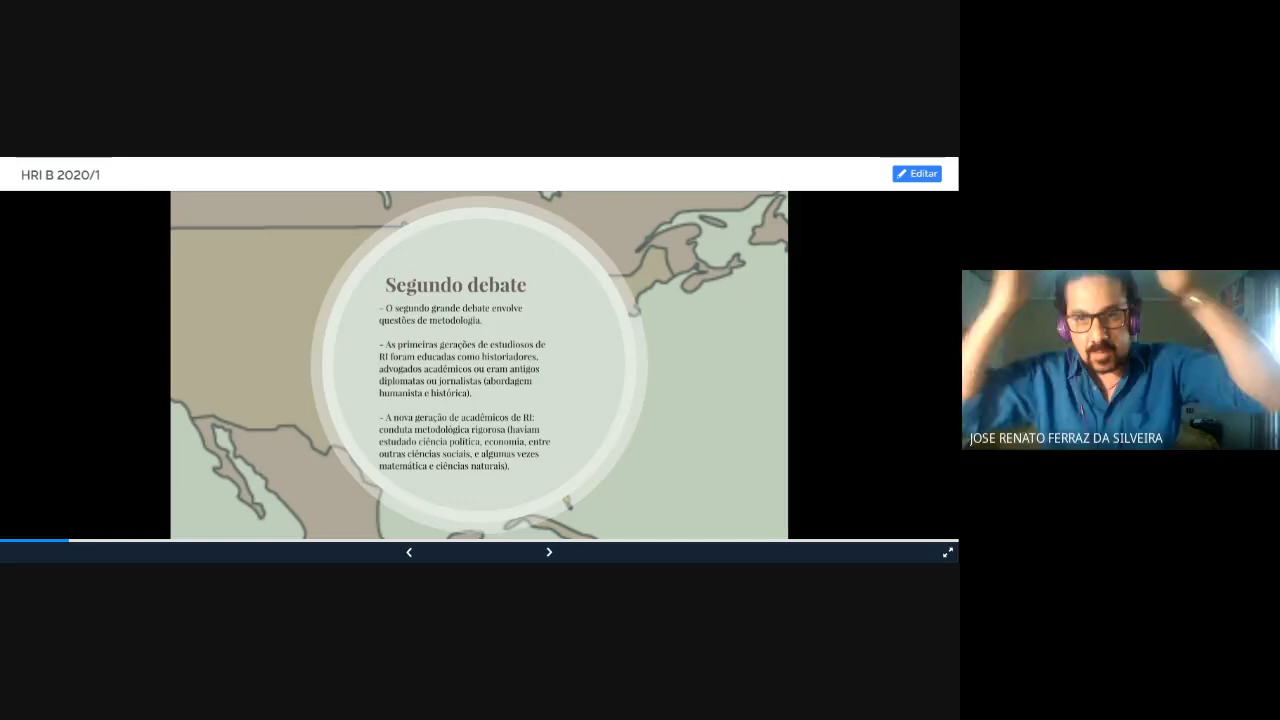 HRI B 2020/1
Editar
Segundo debate
- O segundo grande debate envolve
questões de metodologia.
- As primeiras gerações de estudiosos de
RI foram educadas como historiadores,
advogados acadêmicos ou eram antigos
diplomatas ou jornalistas (abordagem
humanista e histórica).
- A nova geração de acadêmicos de RI:
conduta metodológica rigorosa (haviam
estudado ciência política, economia, entre
outras ciências sociais, e algumas vezes
matemática e ciências naturais).
JOSE RENATO FERRAZ DA SILVEIRA